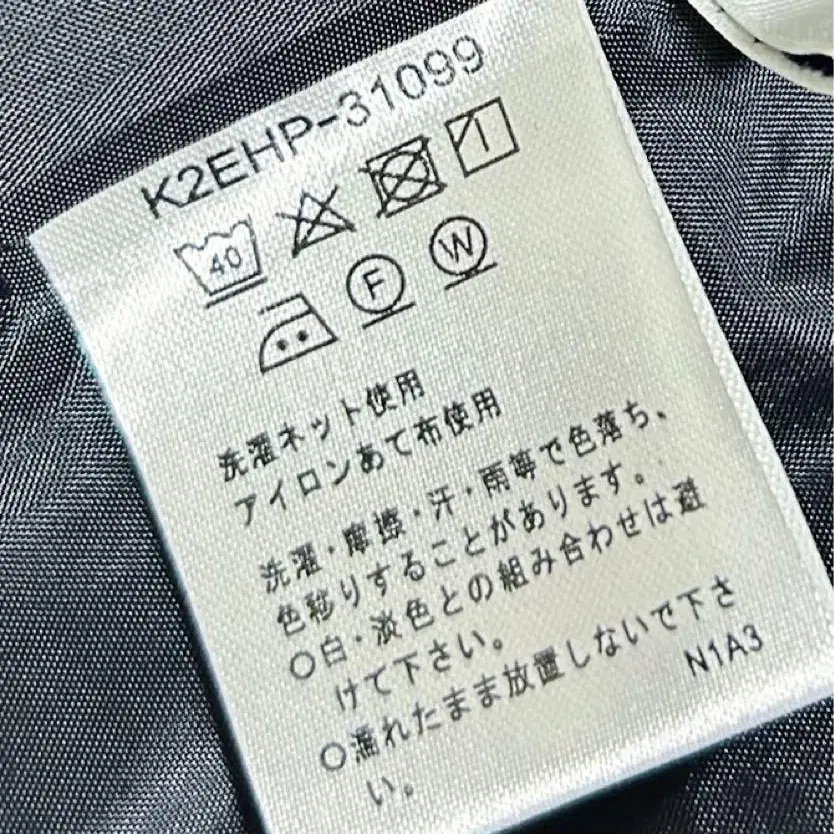 K2EHP-31099
40
F
W
洗濯ネット使用
アイロンあて布使用
洗濯・摩擦・汗・雨等で色落ち、
色移りすることがあります。
○白・淡色との組み合わせは避
けて下さい。
○濡れたまま放置しないで下さ
い。
N1A3